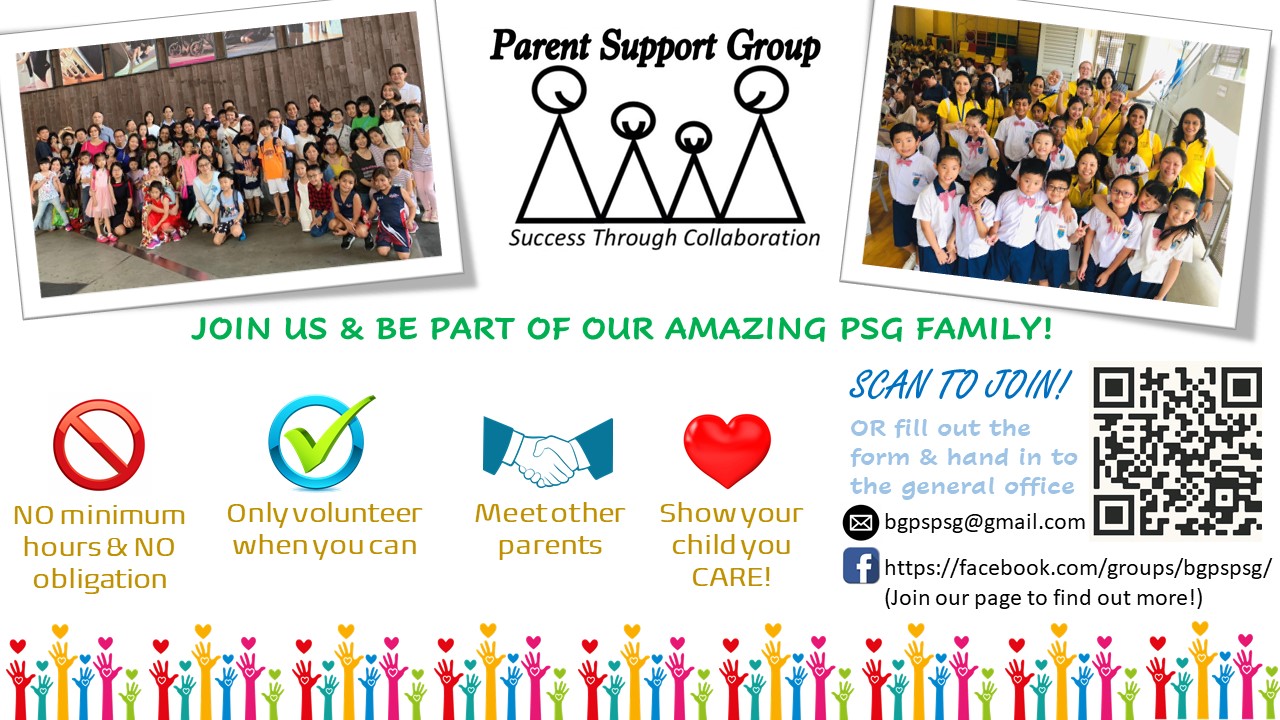 Parent Support Group
Success Through Collaboration
JOIN US & BE PART OF OUR AMAZING PSG FAMILY!
NO minimum
hours & NO
obligation
Only volunteer
when you can
Meet other
parents
Show your
child you
CARE!
SCAN TO JOIN!
OR fill out the
form & hand in to
the general office
bgpspsg@gmail.com
https://facebook.com/groups/bgpspsg/
(Join our page to find out more!)